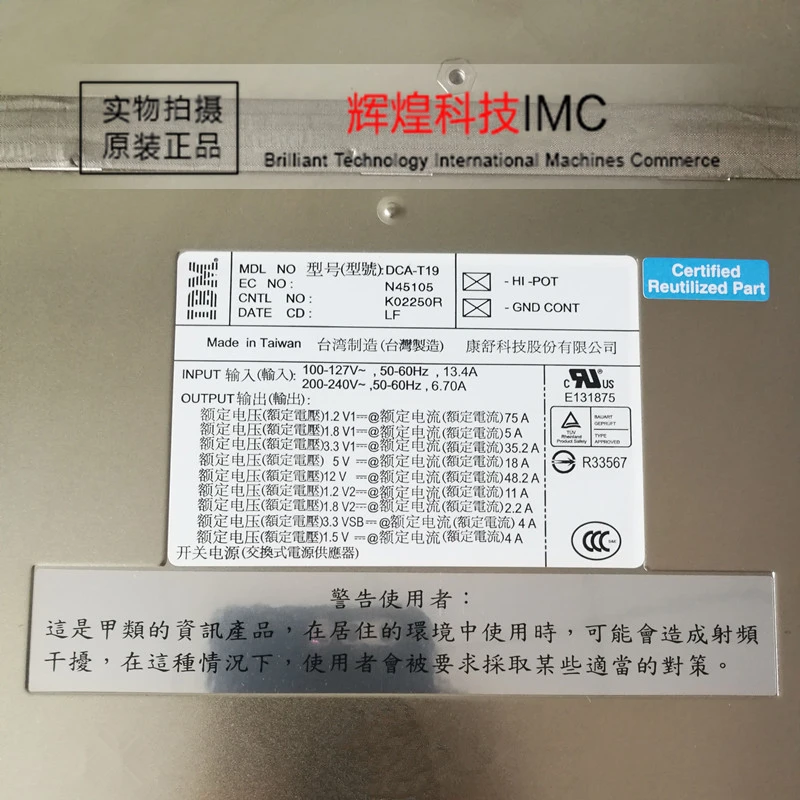 实物拍摄
原装正品
辉煌科技IMC
Brilliant Technology International Machines Commerce
MDL NO 型号(型號):DCA-T19
EC NO : N45105
CNTL NO : K02250R
DATE CD : LF
- HI -POT
- GND CONT
Certified
Reutilized Part
Made in Taiwan 台湾制造(台灣製造) 康舒科技股份有限公司
INPUT 输入(輸入): 100-127V~ , 50-60Hz , 13.4A
200-240V~ ,50-60Hz, 6.70A
OUTPUT输出(輸出):
额定电压(額定電壓)1.2 V1⎓@额定电流(額定電流)75 A
额定电压(額定電壓)1.8 V1⎓@额定电流(額定電流)5 A
额定电压(額定電壓)3.3 V1⎓@额定电流(額定電流)35.2 A
额定电压(額定電壓) 5 V ⎓@额定电流(額定電流)18 A
额定电压(額定電壓)12 V ⎓@额定电流(額定電流)48.2 A
额定电压(額定電壓)1.2 V2⎓@额定电流(額定電流)11 A
额定电压(額定電壓)1.8 V2⎓@额定电流(額定電流)2.2 A
额定电压(額定電壓)3.3 VSB⎓@额定电流(額定電流)4 A
额定电压(額定電壓)1.5 V ⎓@额定电流(額定電流)4 A
开关电源(交換式電源供應器)
c RU US
E131875
TÜV
Rheinland
Product Safety
BAUART
GEPRÜFT
TYPE
APPROVED
R33567
CCC
警告使用者：
這是甲類的資訊產品，在居住的環境中使用時，可能會造成射頻
干擾，在這種情況下，使用者會被要求採取某些適當的對策。